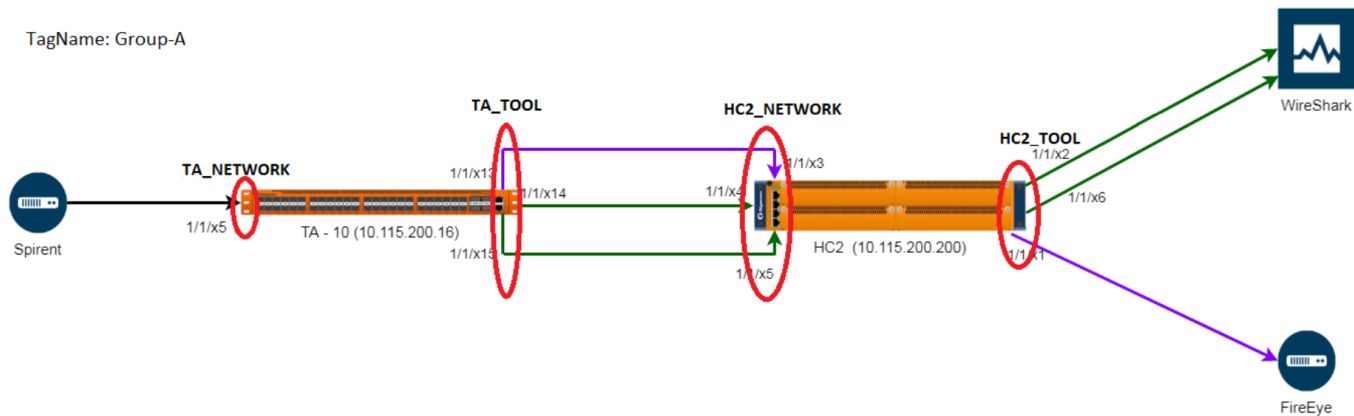 TagName: Group-A
WireShark
TA_TOOL
HC2_NETWORK
HC2_TOOL
1/1/x2
1/1/x3
TA_NETWORK
1/1/x13
1/1/x14
1/1/x4
1/1/x6
1/1/x5
TA - 10 (10.115.200.16)
Spirent
1/1/x15
HC2 (10.115.200.200)
1/1/x1
1/1/x5
FireEye